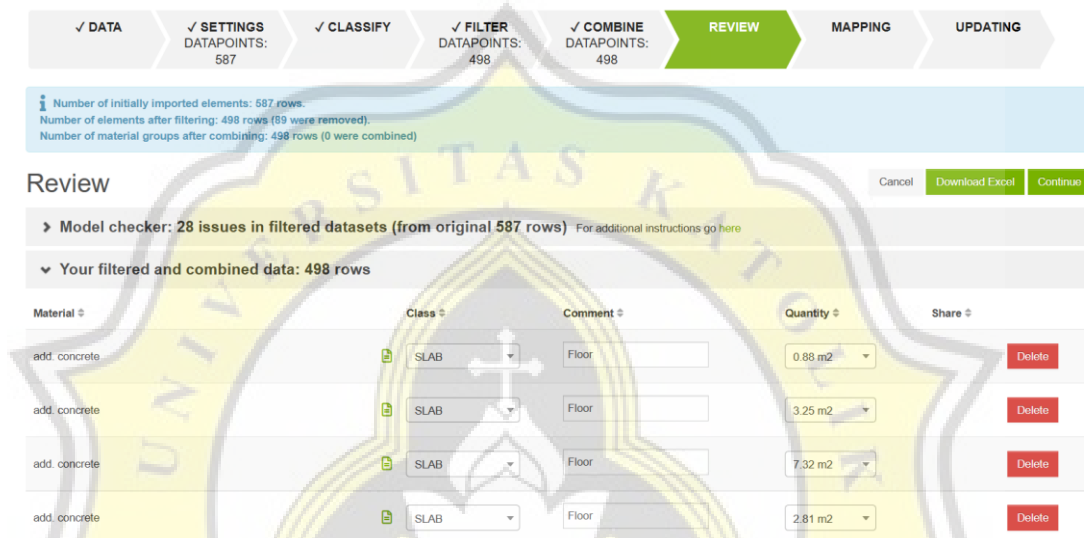 ✓ DATA
✓ SETTINGS
DATAPOINTS:
587
✓ CLASSIFY
✓ FILTER
DATAPOINTS:
498
✓ COMBINE
DATAPOINTS:
498
REVIEW
MAPPING
UPDATING
Number of initially imported elements: 587 rows.
Number of elements after filtering: 498 rows (89 were removed).
Number of material groups after combining: 498 rows (0 were combined)
UNIVERSITAS KATOLIK
Review
Cancel
Download Excel
Continue
Model checker: 28 issues in filtered datasets (from original 587 rows) For additional instructions go here
Your filtered and combined data: 498 rows
Material Class Comment Quantity Share
add. concrete SLAB Floor 0.88 m2 Delete
add. concrete SLAB Floor 3.25 m2 Delete
add. concrete SLAB Floor 7.32 m2 Delete
add. concrete SLAB Floor 2.81 m2 Delete